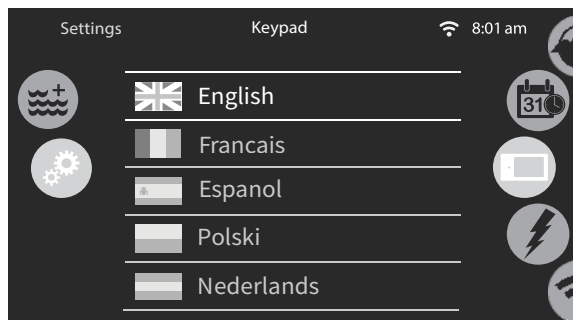 Settings
Keypad
8:01 am
English
31
Francais
Espanol
Polski
Nederlands